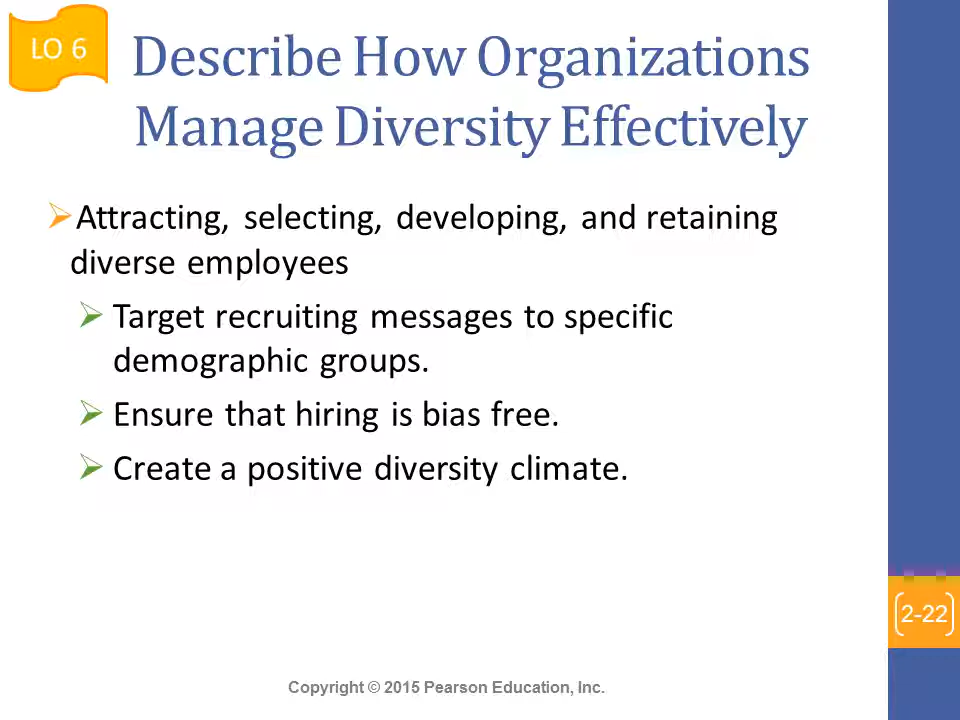 LO 6
Describe How Organizations
Manage Diversity Effectively
Attracting, selecting, developing, and retaining
diverse employees
Target recruiting messages to specific
demographic groups.
Ensure that hiring is bias free.
Create a positive diversity climate.
2-22
Copyright © 2015 Pearson Education, Inc.